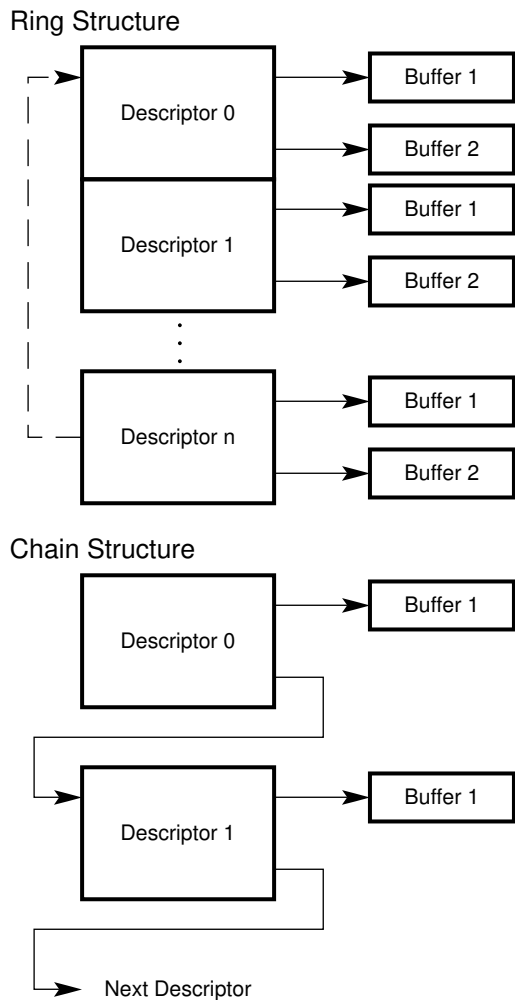 Ring Structure
Descriptor 0
Buffer 1
Buffer 2
Descriptor 1
Buffer 1
Buffer 2
Descriptor n
Buffer 1
Buffer 2
Chain Structure
Descriptor 0
Buffer 1
Descriptor 1
Buffer 1
Next Descriptor